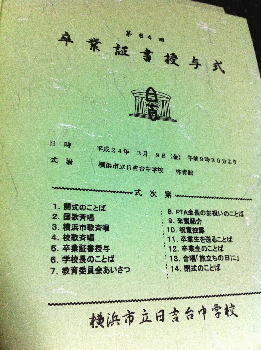 第64回
卒業証書授与式
日時 平成24年 3月 9日(金) 午前9時30分より
式場 横浜市立日吉台中学校 体育館
式次第
1. 開式のことば
2. 国歌斉唱
3. 横浜市歌斉唱
4. 校歌斉唱
5. 卒業証書授与
6. 学校長のことば
7. 教育委員会あいさつ
8. PTA会長のお祝いのことば
9. 来賓紹介
10. 祝電披露
11. 卒業生を送ることば
12. 卒業生のことば
13. 合唱「旅立ちの日に」
14. 閉式のことば
横浜市立日吉台中学校